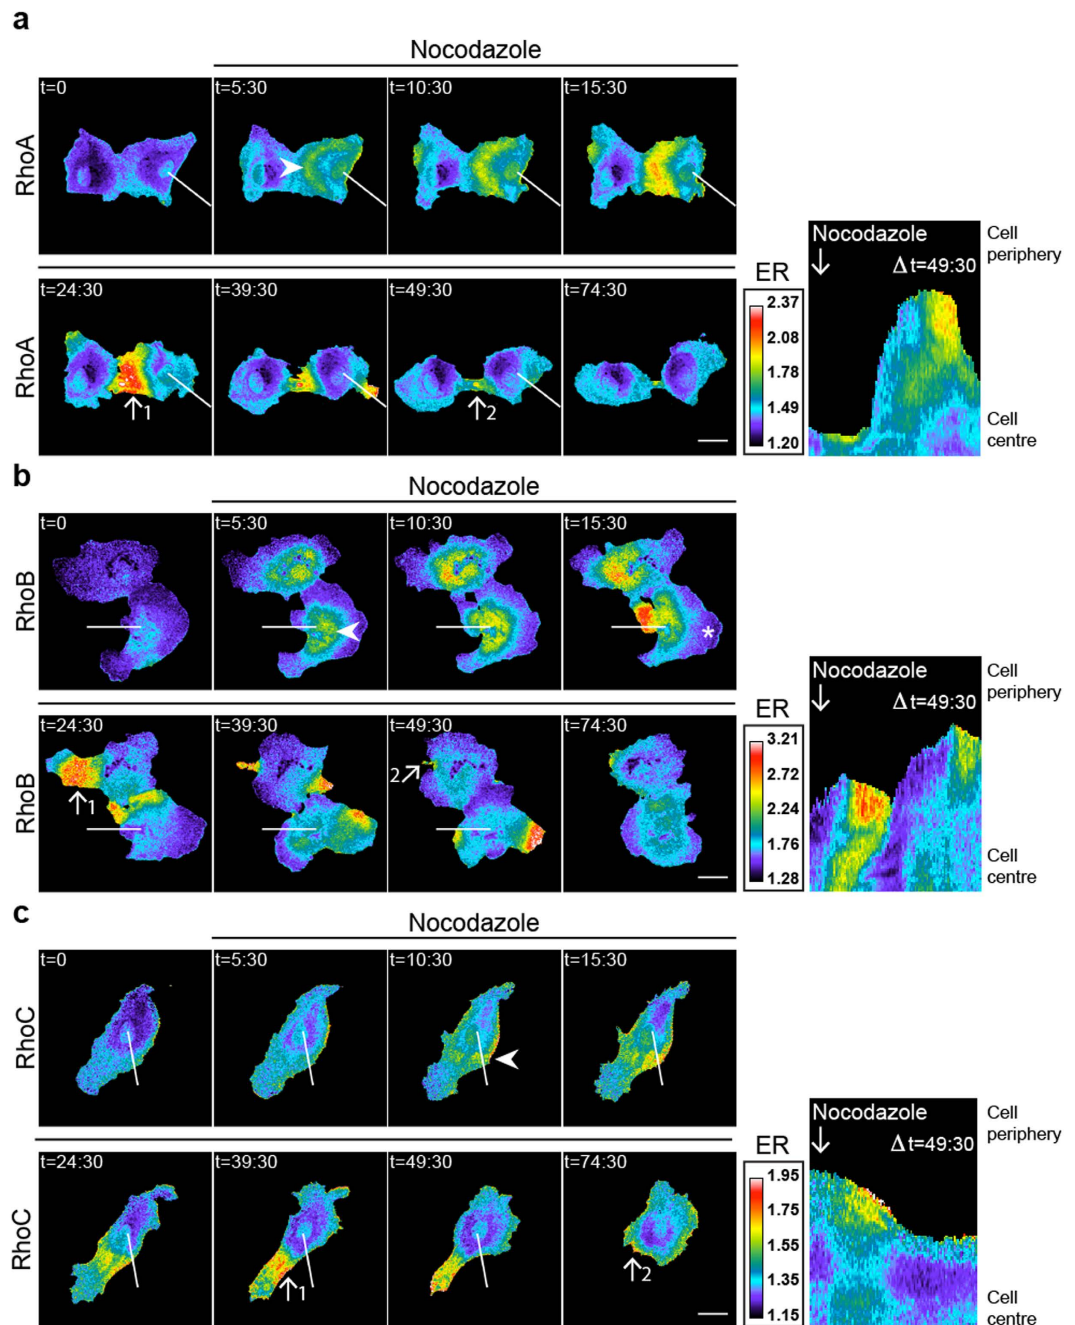 a
Nocodazole
t=0 t=5:30 t=10:30 t=15:30
RhoA
Nocodazole
Δt=49:30
Cell
periphery
t=24:30 t=39:30 t=49:30 t=74:30
RhoA
1
2
ER
2.37
2.08
1.78
1.49
1.20
Cell
centre
b
Nocodazole
t=0 t=5:30 t=10:30 t=15:30
RhoB
*
Nocodazole
Δt=49:30
Cell
periphery
t=24:30 t=39:30 t=49:30 t=74:30
RhoB
1
2
ER
3.21
2.72
2.24
1.76
1.28
Cell
centre
c
Nocodazole
t=0 t=5:30 t=10:30 t=15:30
RhoC
Nocodazole
Δt=49:30
Cell
periphery
t=24:30 t=39:30 t=49:30 t=74:30
RhoC
1
2
ER
1.95
1.75
1.55
1.35
1.15
Cell
centre